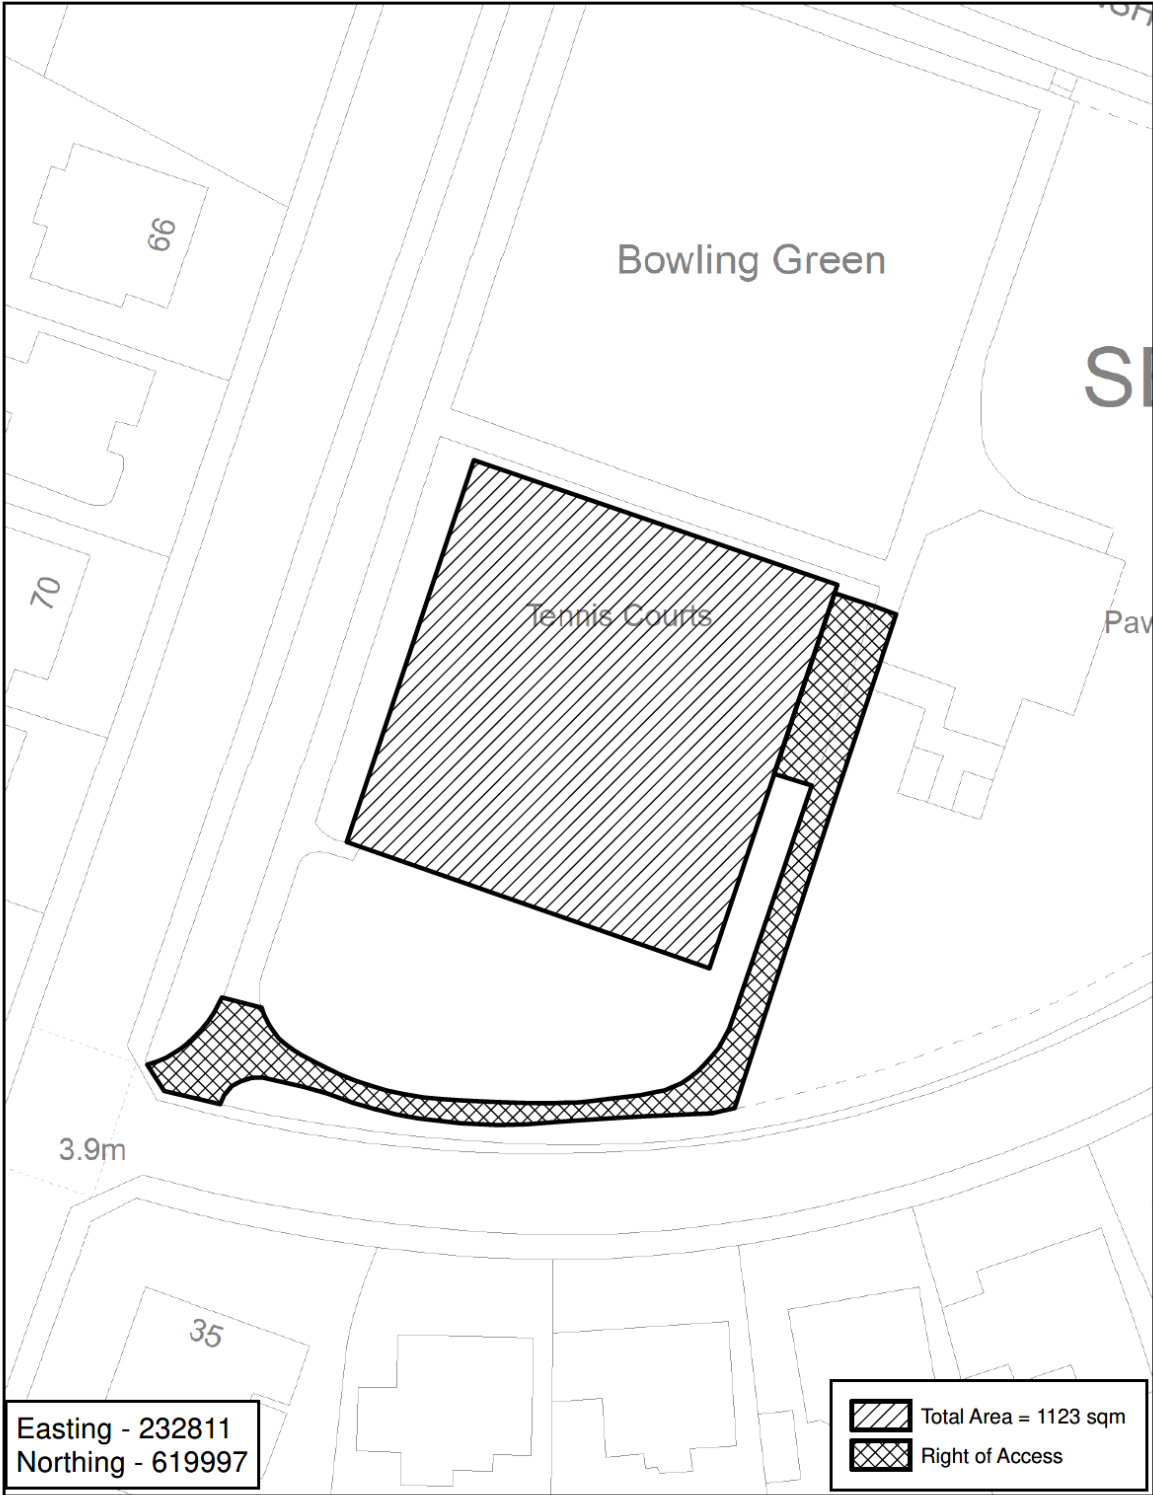 66
Bowling Green
70
Tennis Courts
3.9m
35
Easting - 232811
Northing - 619997
Total Area = 1123 sqm
Right of Access